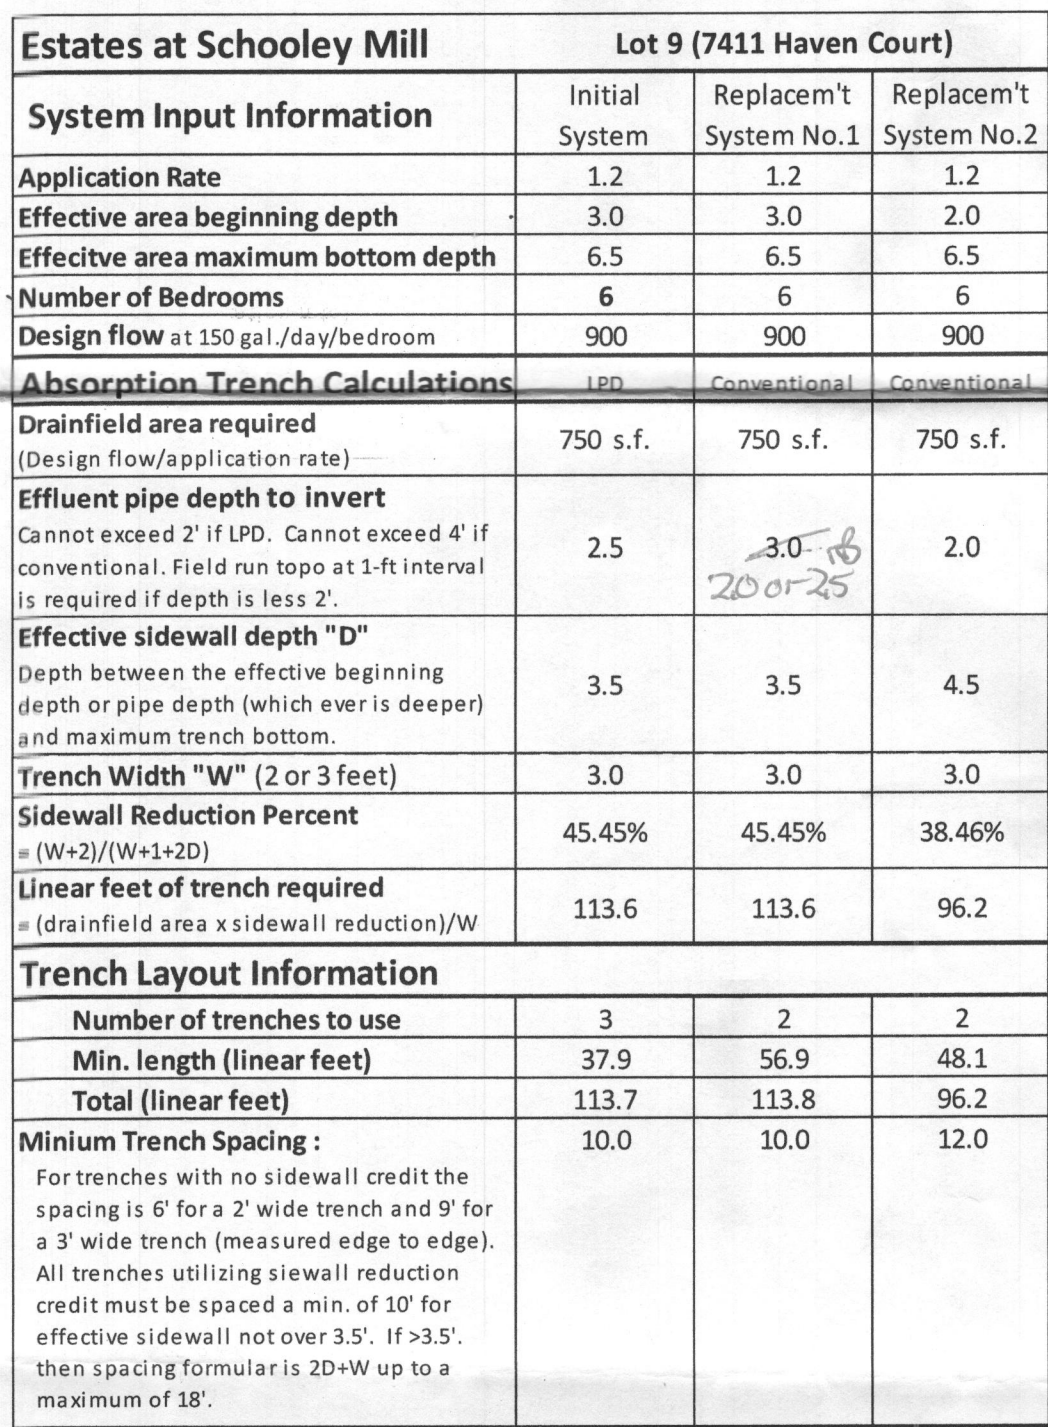 Estates at Schooley Mill Lot 9 (7411 Haven Court)
System Input Information Initial System Replacem't System No.1 Replacem't System No.2
Application Rate 1.2 1.2 1.2
Effective area beginning depth 3.0 3.0 2.0
Effecitve area maximum bottom depth 6.5 6.5 6.5
Number of Bedrooms 6 6 6
Design flow at 150 gal./day/bedroom 900 900 900
Absorption Trench Calculations LPD Conventional Conventional
Drainfield area required
(Design flow/application rate) 750 s.f. 750 s.f. 750 s.f.
Effluent pipe depth to invert
Cannot exceed 2' if LPD. Cannot exceed 4' if
conventional. Field run topo at 1-ft interval
is required if depth is less 2'.
2.5 3.0 2.0
2.0 or 2.5
Effective sidewall depth "D"
Depth between the effective beginning
depth or pipe depth (which ever is deeper)
and maximum trench bottom.
3.5 3.5 4.5
Trench Width "W" (2 or 3 feet) 3.0 3.0 3.0
Sidewall Reduction Percent
= (W+2)/(W+1+2D)
45.45% 45.45% 38.46%
Linear feet of trench required
= (drainfield area x sidewall reduction)/W
113.6 113.6 96.2
Trench Layout Information
Number of trenches to use 3 2 2
Min. length (linear feet) 37.9 56.9 48.1
Total (linear feet) 113.7 113.8 96.2
Minium Trench Spacing : 10.0 10.0 12.0
For trenches with no sidewall credit the
spacing is 6' for a 2' wide trench and 9' for
a 3' wide trench (measured edge to edge).
All trenches utilizing siewall reduction
credit must be spaced a min. of 10' for
effective sidewall not over 3.5'. If >3.5'.
then spacing formular is 2D+W up to a
maximum of 18'.